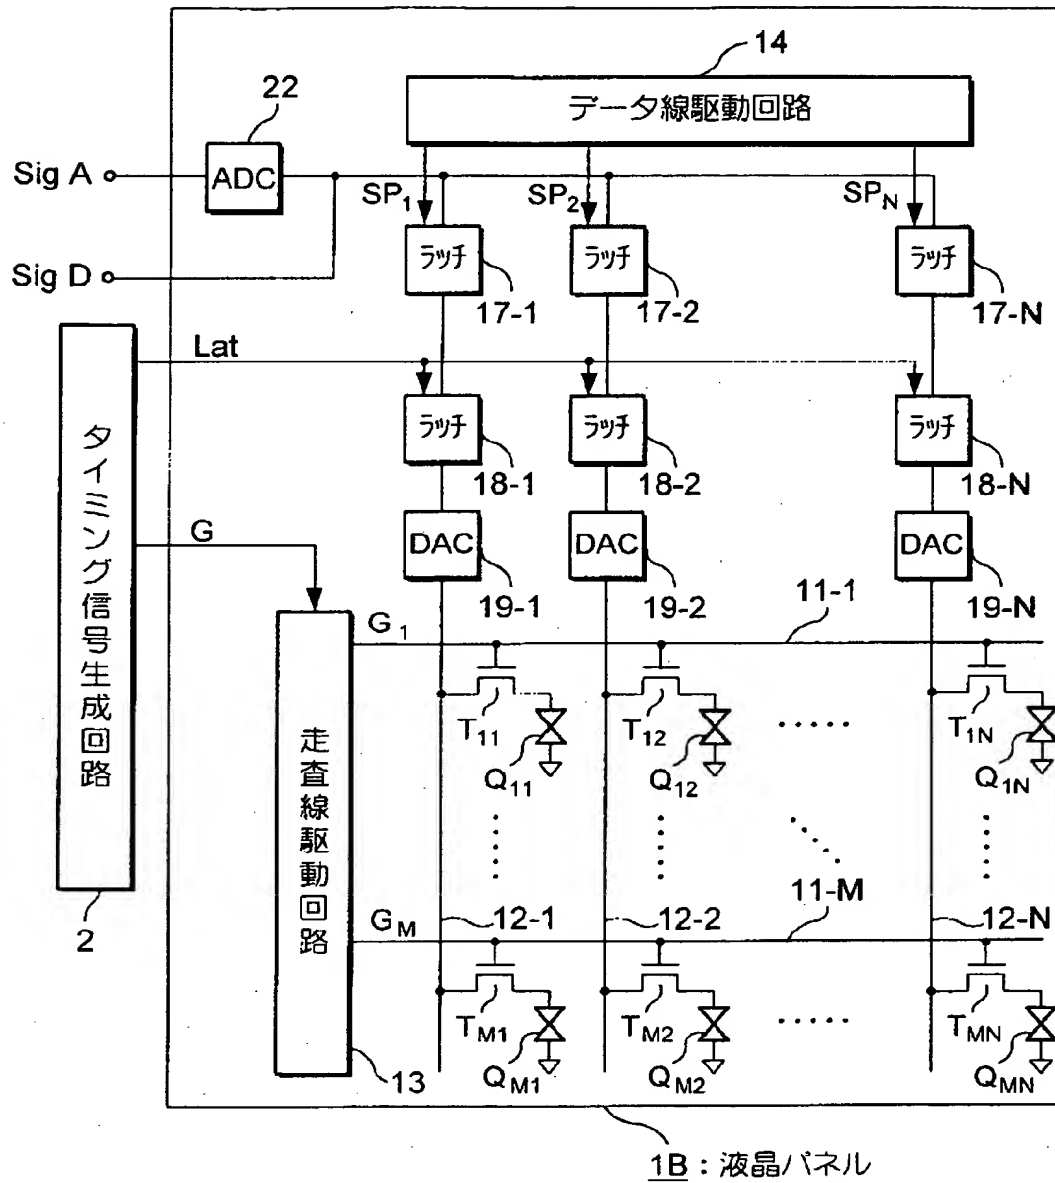 14
データ線駆動回路
22
Sig A
ADC
SP1
SP2
SPN
ラッチ
ラッチ
ラッチ
Sig D
17-1
17-2
17-N
Lat
ラッチ
ラッチ
ラッチ
18-1
18-2
18-N
タイミング信号生成回路
G
DAC
DAC
DAC
19-1
19-2
19-N
11-1
G1
走査線駆動回路
T11
T12
.....
T1N
Q11
Q12
Q1N
11-M
2
GM
12-1
12-2
12-N
TM1
TM2
.....
TMN
13
QM1
QM2
QMN
1B：液晶パネル